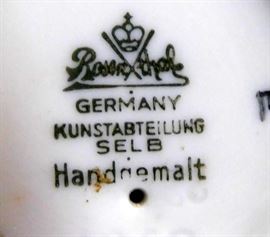 Rosenthal
GERMANY
KUNSTABTEILUNG
SELB
Handgemalt